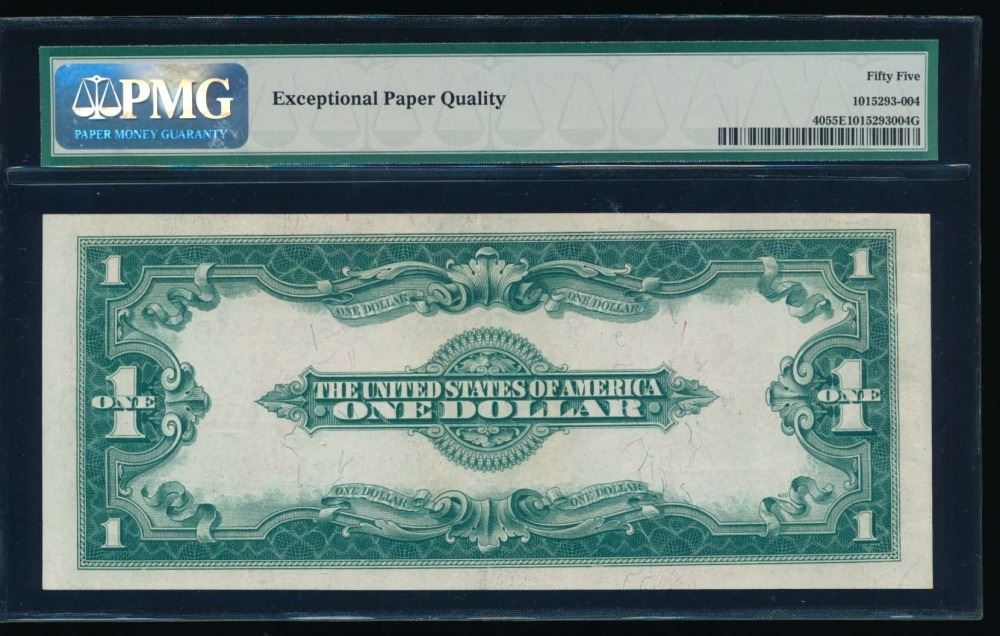 PMG
PAPER MONEY GUARANTY
Exceptional Paper Quality
Fifty Five
1015293-004
4055E1015293004G
1
1
ONE DOLLAR
ONE DOLLAR
THE UNITED STATES OF AMERICA
ONE DOLLAR
1
ONE
1
ONE
ONE DOLLAR
ONE DOLLAR
1
1